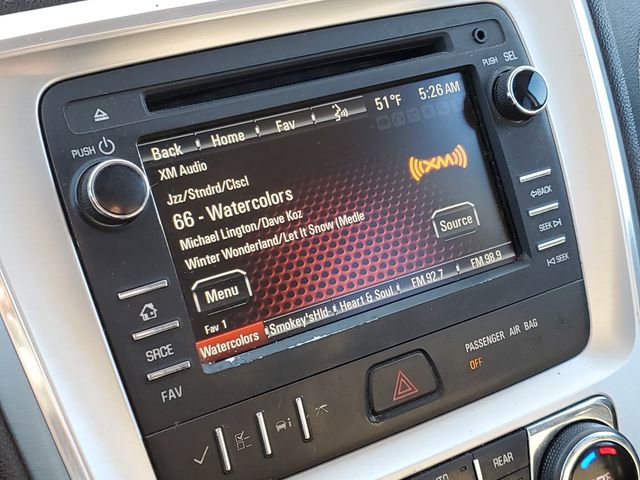 PUSH SEL
PUSH
Back Home Fav 51°F 5:26 AM
XM Audio
XM
Jzz/Stndrd/Clscl
66 - Watercolors
Michael Lington/Dave Koz
Winter Wonderland/Let It Snow (Medle
Source
Menu
Fav 1
Watercolors Smokey'sHld- Heart & Soul FM 92.7 FM 98.9
BACK
SEEK
SEEK
SRCE
FAV
PASSENGER AIR BAG
OFF
REAR